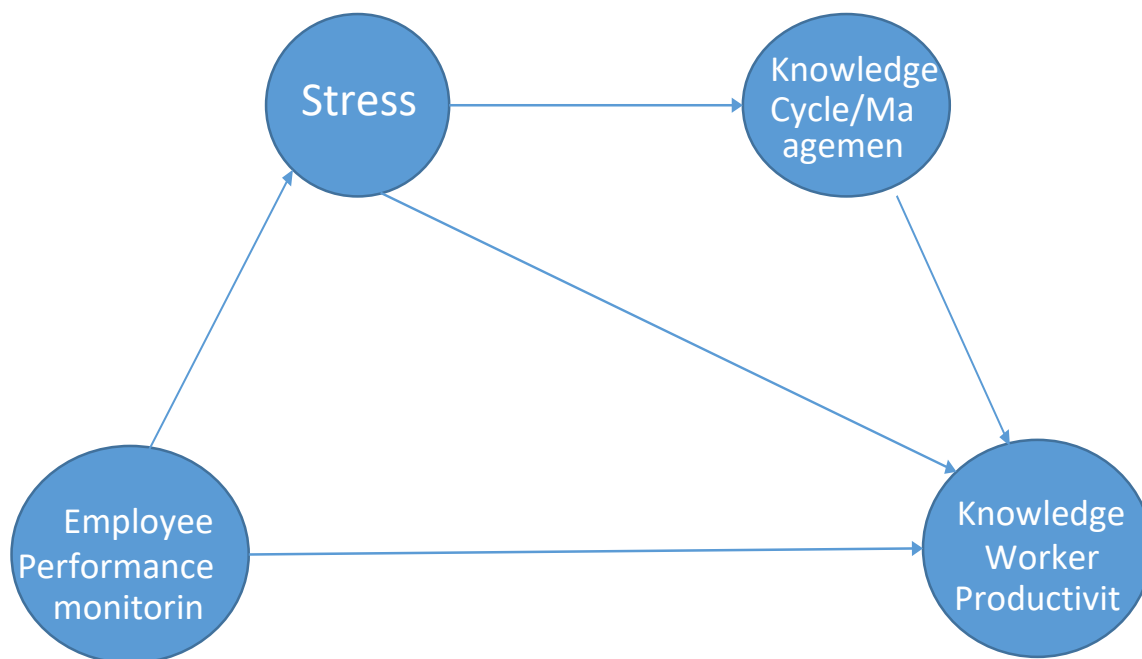 Stress
Knowledge
Cycle/Ma
agemen
Employee
Performance
monitorin
Knowledge
Worker
Productivit